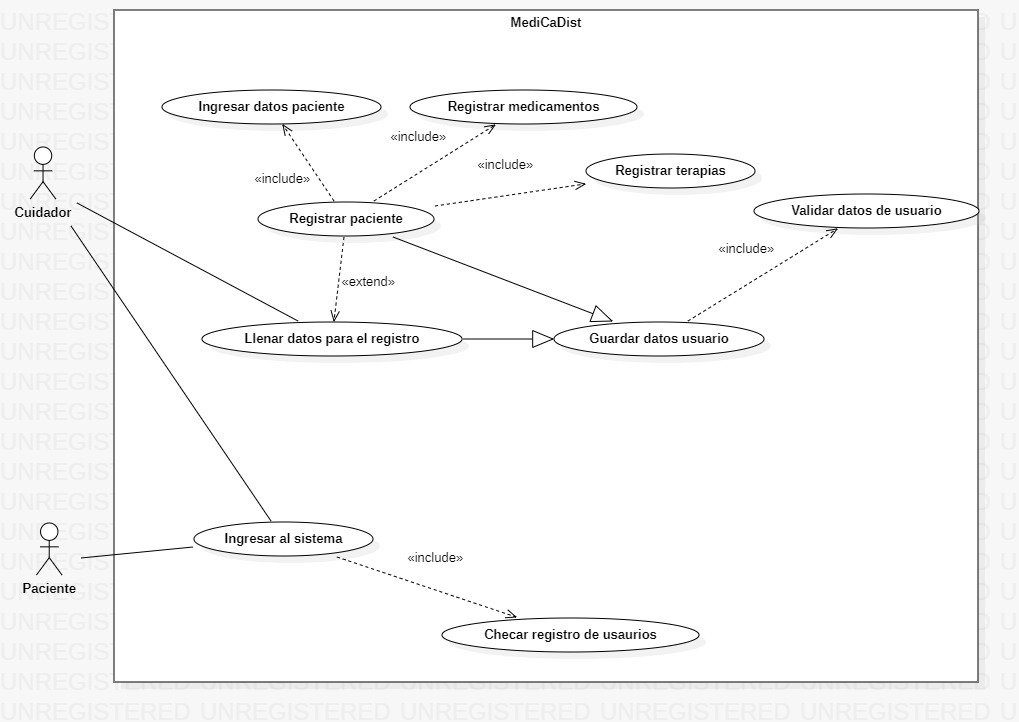 MediCaDist
Ingresar datos paciente
Registrar medicamentos
«include»
«include»
Registrar terapias
«include»
Cuidador
Registrar paciente
Validar datos de usuario
«include»
«extend»
Llenar datos para el registro
Guardar datos usuario
Ingresar al sistema
«include»
Paciente
Checar registro de usaurios
UNREGISTERED UNREGISTERED UNREGISTERED UNREGISTERED UNREGISTERED U